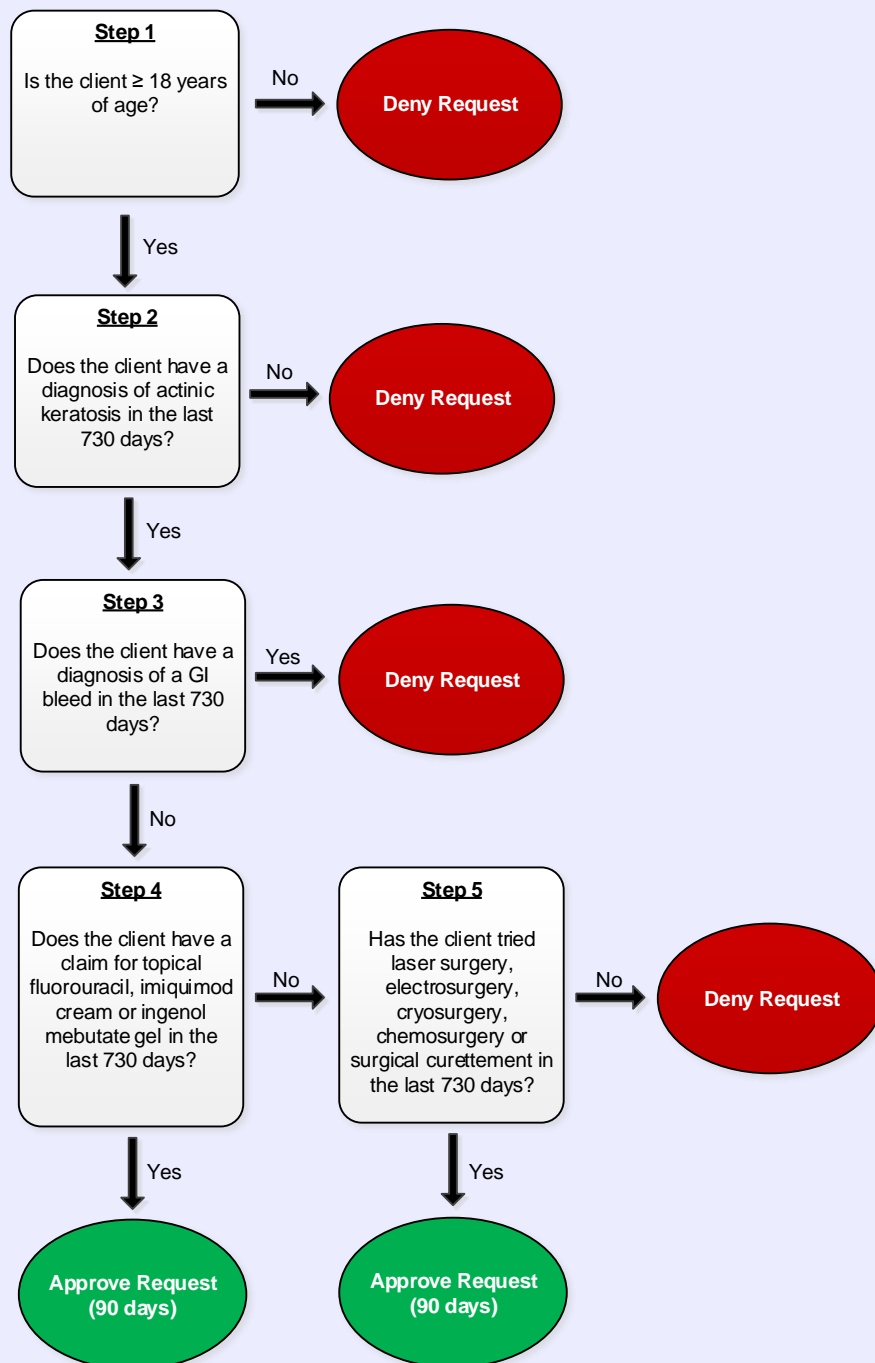 Step 1
Is the client ≥ 18 years
of age?
No
Deny Request
Yes
Step 2
Does the client have a
diagnosis of actinic
keratosis in the last
730 days?
No
Deny Request
Yes
Step 3
Does the client have a
diagnosis of a GI
bleed in the last 730
days?
Yes
Deny Request
No
Step 4
Does the client have a
claim for topical
fluorouracil, imiquimod
cream or ingenol
mebutate gel in the
last 730 days?
No
Step 5
Has the client tried
laser surgery,
electrosurgery,
cryosurgery,
chemosurgery or
surgical curettement in
the last 730 days?
No
Deny Request
Yes
Yes
Approve Request
(90 days)
Approve Request
(90 days)